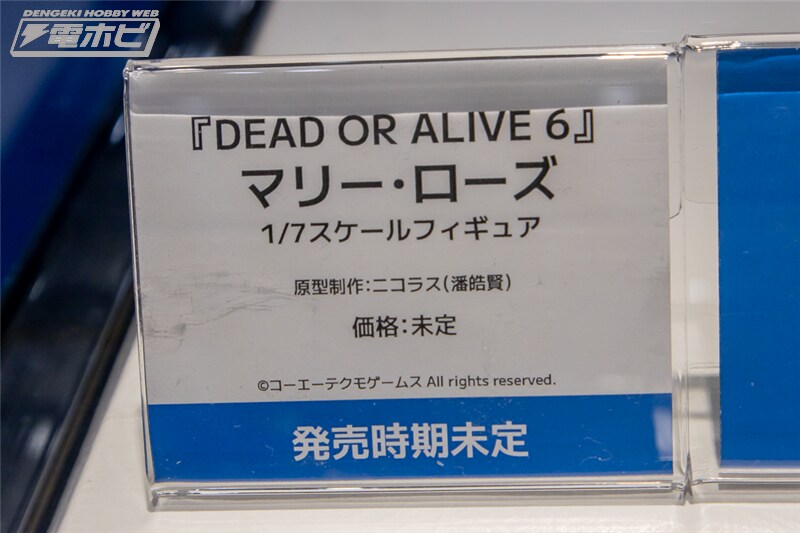 DENGEKI HOBBY WEB
電ホビ
『DEAD OR ALIVE 6』
マリー・ローズ
1/7スケールフィギュア
原型制作：ニコラス(潘皓賢)
価格：未定
©コーエーテクモゲームス All rights reserved.
発売時期未定